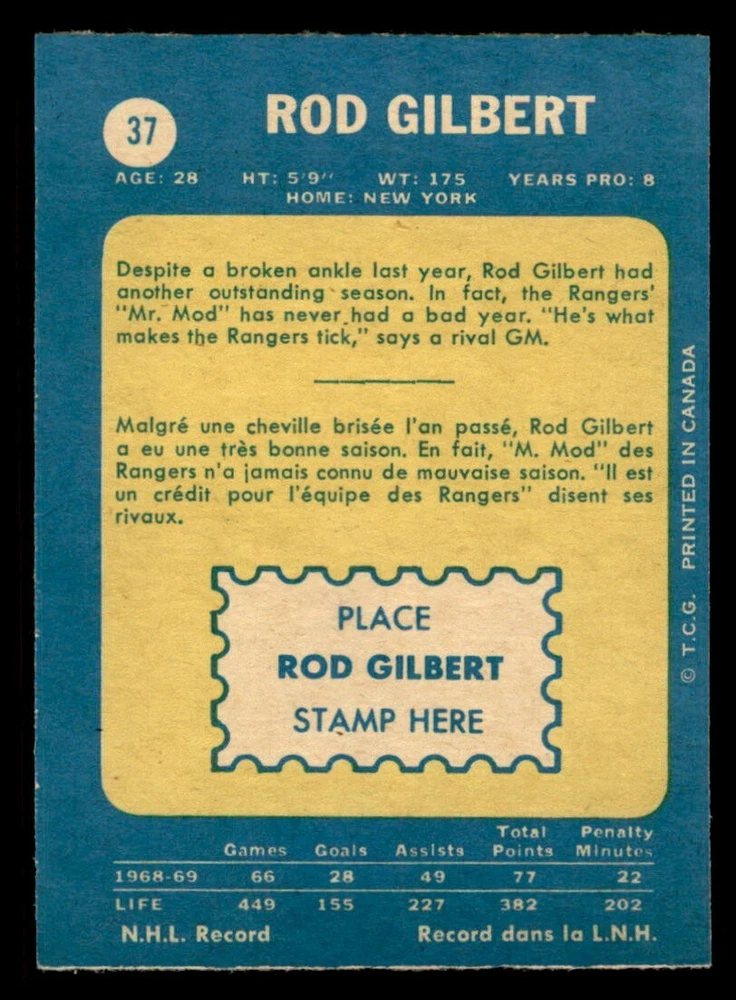 37
ROD GILBERT
AGE: 28 HT: 5'9" WT: 175 YEARS PRO: 8
HOME: NEW YORK
Despite a broken ankle last year, Rod Gilbert had
another outstanding season. In fact, the Rangers'
"Mr. Mod" has never had a bad year. "He's what
makes the Rangers tick," says a rival GM.
Malgré une cheville brisée l'an passé, Rod Gilbert
a eu une très bonne saison. En fait, "M. Mod" des
Rangers n'a jamais connu de mauvaise saison. "Il est
un crédit pour l'équipe des Rangers" disent ses
rivaux.
PLACE
ROD GILBERT
STAMP HERE
© T.C.G. PRINTED IN CANADA
Total Penalty
Games Goals Assists Points Minutes
1968-69 66 28 49 77 22
LIFE 449 155 227 382 202
N.H.L. Record Record dans la L.N.H.